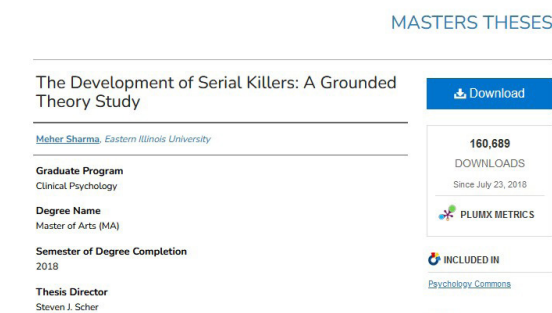 MASTERS THESES
The Development of Serial Killers: A Grounded
Theory Study
Meher Sharma, Eastern Illinois University
Graduate Program
Clinical Psychology
Degree Name
Master of Arts (MA)
Semester of Degree Completion
2018
Thesis Director
Steven J. Scher
Download
160,689
DOWNLOADS
Since July 23, 2018
PLUMX METRICS
INCLUDED IN
Psychology Commons